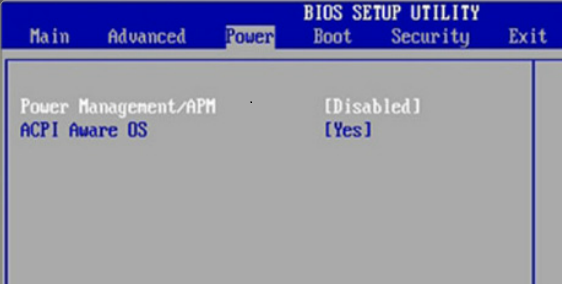 BIOS SETUP UTILITY
Main Advanced Power Boot Security Exit
Power Management/APM [Disabled]
ACPI Aware OS [Yes]